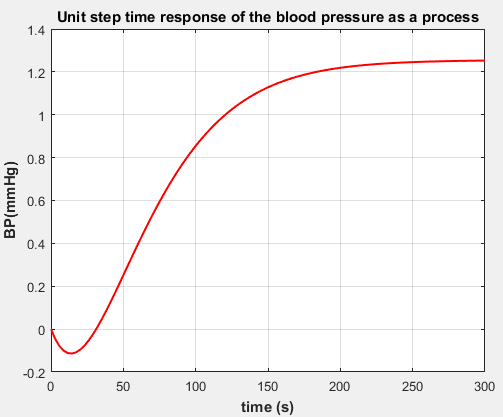 Unit step time response of the blood pressure as a process
1.4
1.2
1
0.8
0.6
0.4
0.2
0
-0.2
BP(mmHg)
0 50 100 150 200 250 300
time (s)